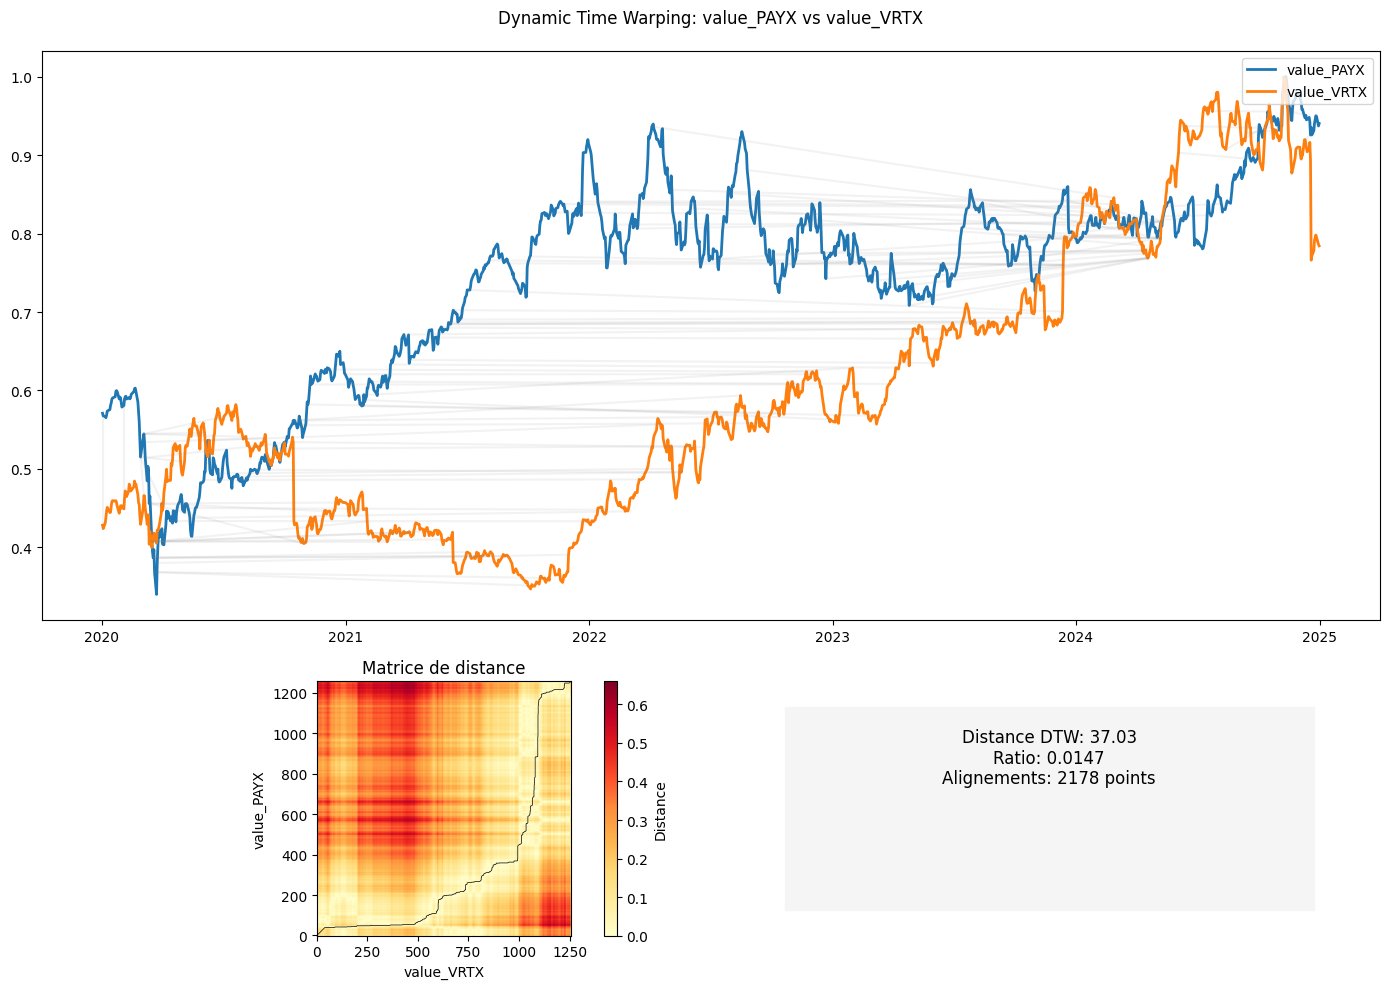 Dynamic Time Warping: value_PAYX vs value_VRTX
value_PAYX
value_VRTX
1.0
0.9
0.8
0.7
0.6
0.5
0.4
2020 2021 2022 2023 2024 2025
Matrice de distance
value_PAYX
1200
1000
800
600
400
200
0
0 250 500 750 1000 1250
value_VRTX
0.6
0.5
0.4
0.3
0.2
0.1
0.0
Distance
Distance DTW: 37.03
Ratio: 0.0147
Alignements: 2178 points